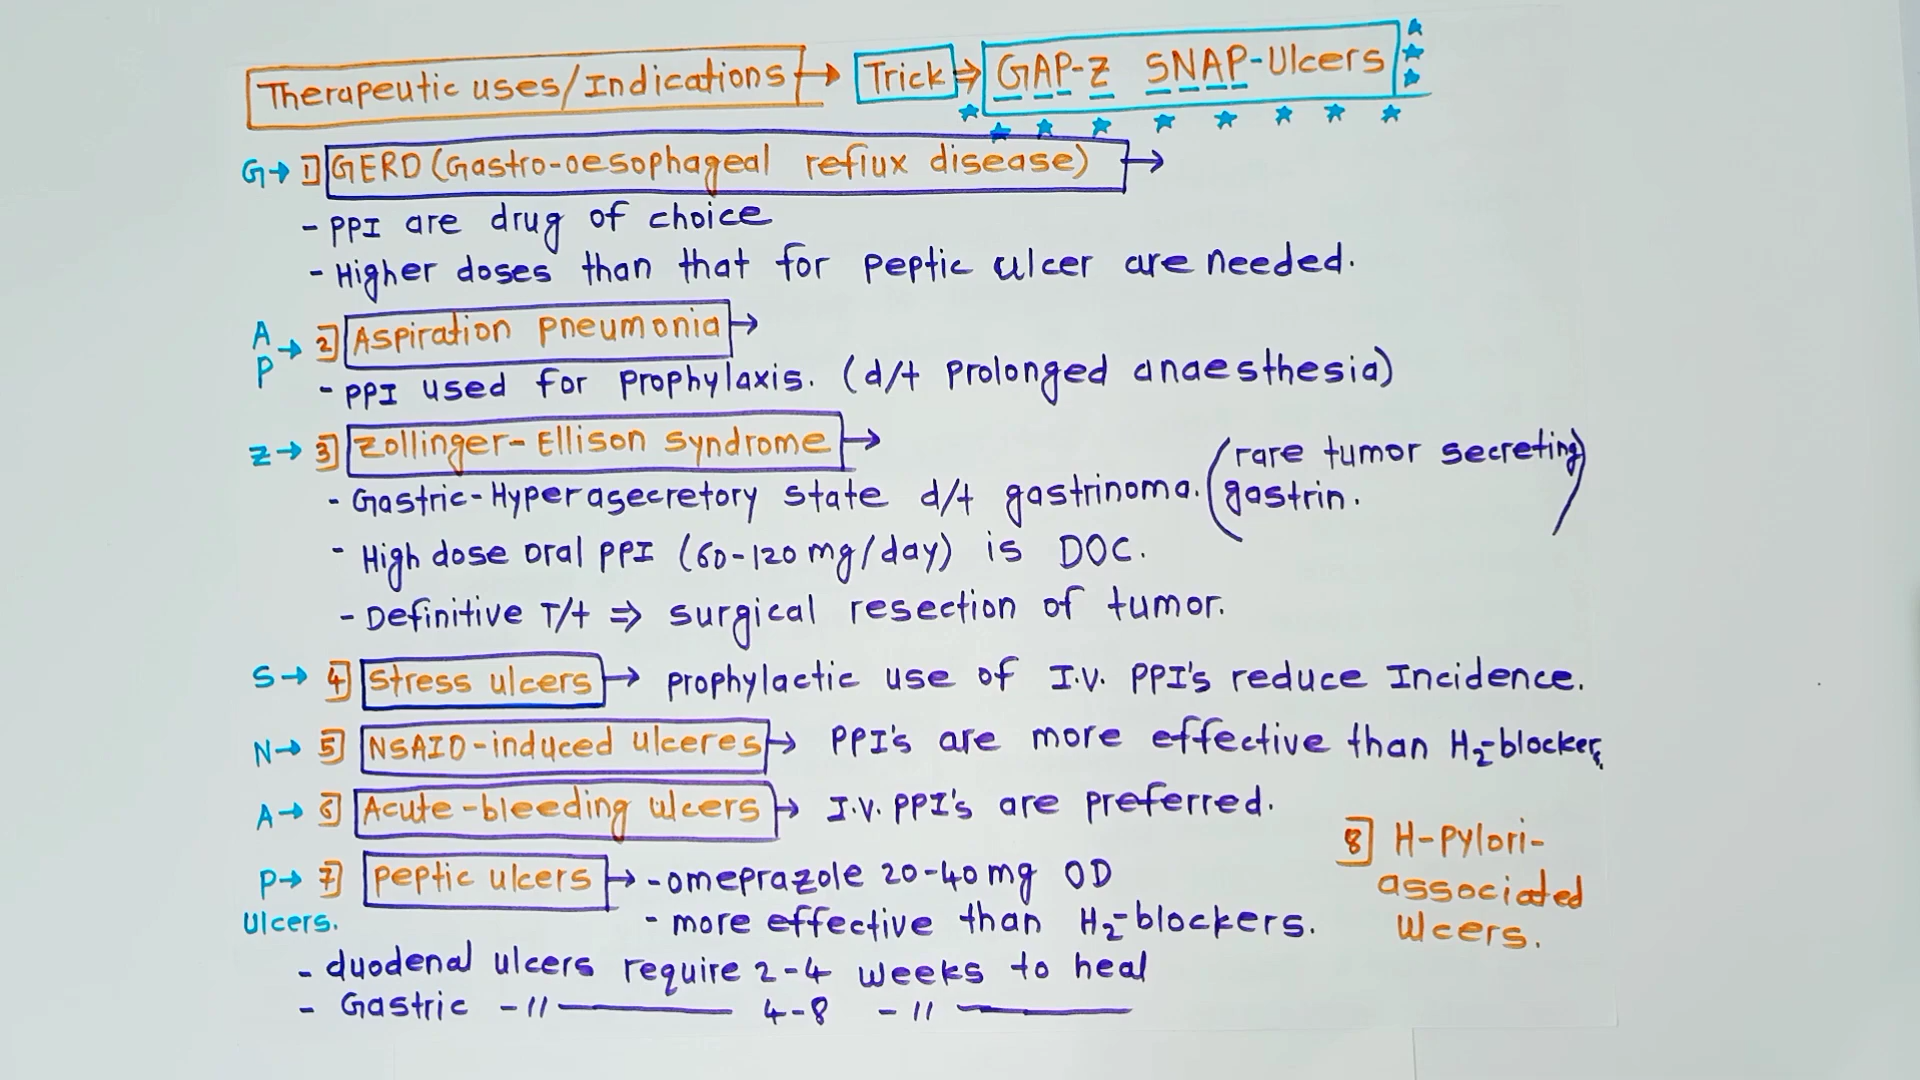 Therapeutic uses/Indications → Trick ⇒ GAP-Z SNAP-Ulcers
G→ 1] GERD (Gastro-oesophageal reflux disease) →
- PPI are drug of choice
- Higher doses than that for peptic ulcer are needed.
AP → 2] Aspiration pneumonia →
- PPI used for prophylaxis. (d/t prolonged anaesthesia)
Z → 3] Zollinger-Ellison syndrome →
- Gastric-Hyperasecretory state d/t gastrinoma. (rare tumor secreting gastrin.)
- High dose oral PPI (60-120 mg/day) is DOC.
- Definitive T/t ⇒ surgical resection of tumor.
S → 4] Stress ulcers → prophylactic use of I.V. PPI's reduce Incidence.
N → 5] NSAID-induced ulceres → PPI's are more effective than H2-blockers.
A → 6] Acute-bleeding ulcers → I.V. PPI's are preferred.
P → 7] peptic ulcers → - omeprazole 20-40 mg OD
Ulcers.
- more effective than H2-blockers.
- duodenal ulcers require 2-4 weeks to heal
- Gastric -〃— 4-8 -〃—
8] H-pylori-
associated
ulcers.